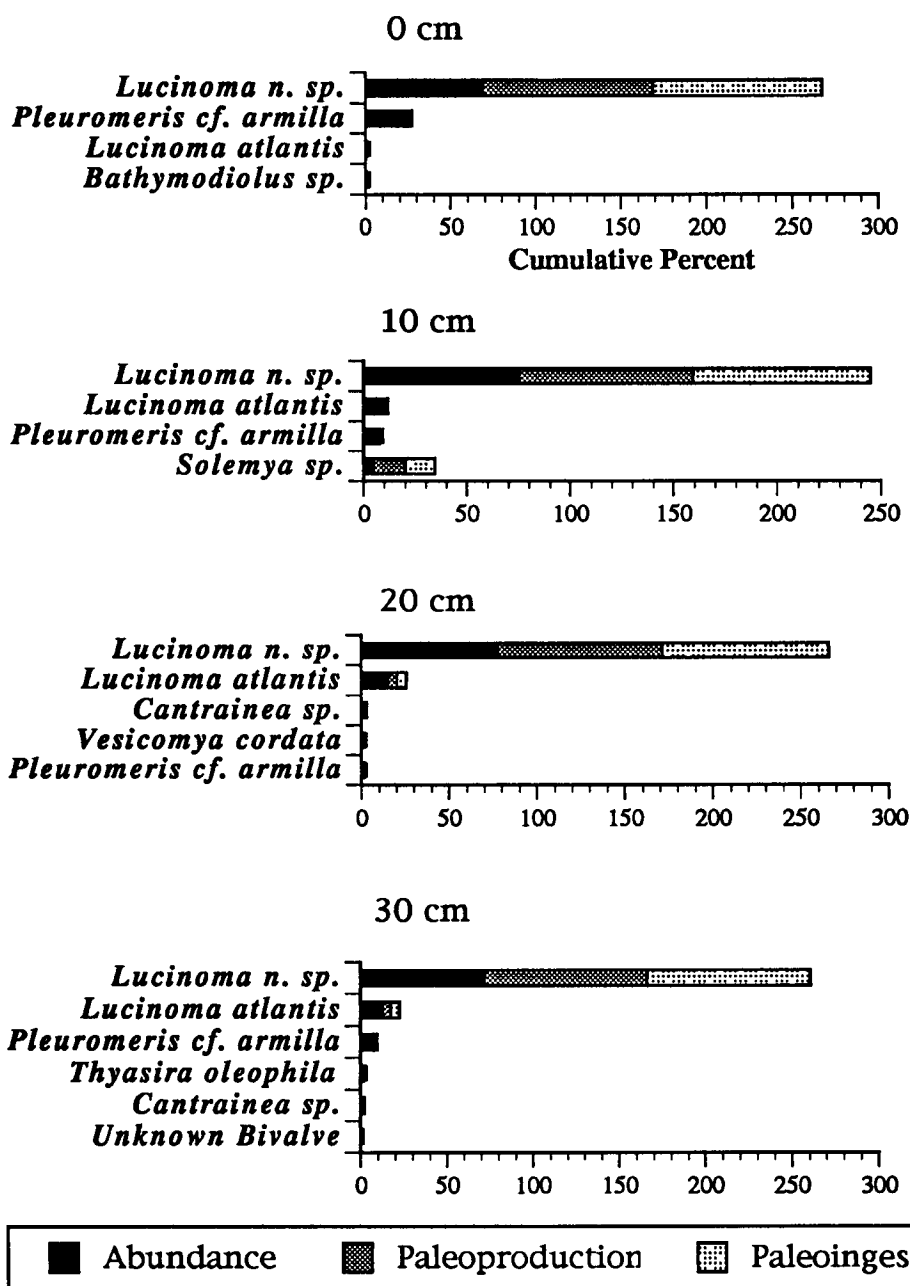 0 cm
Lucinoma n. sp.
Pleuromeris cf. armilla
Lucinoma atlantis
Bathymodiolus sp.
0 50 100 150 200 250 300
Cumulative Percent
10 cm
Lucinoma n. sp.
Lucinoma atlantis
Pleuromeris cf. armilla
Solemya sp.
0 50 100 150 200 250
20 cm
Lucinoma n. sp.
Lucinoma atlantis
Cantrainea sp.
Vesicomya cordata
Pleuromeris cf. armilla
0 50 100 150 200 250 300
30 cm
Lucinoma n. sp.
Lucinoma atlantis
Pleuromeris cf. armilla
Thyasira oleophila
Cantrainea sp.
Unknown Bivalve
0 50 100 150 200 250 300
Abundance Paleoproduction Paleoinges